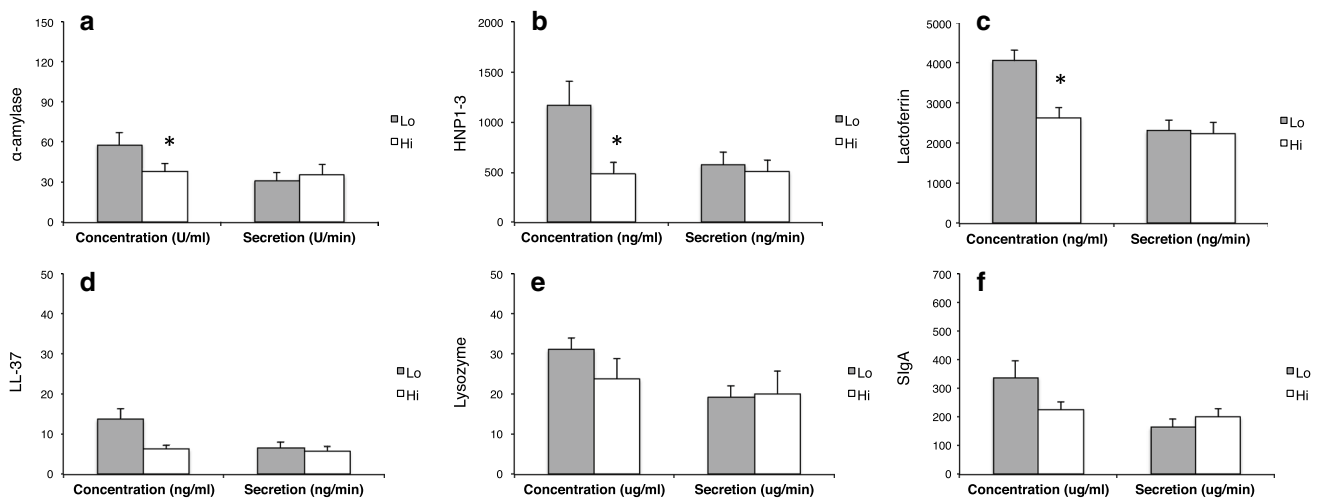 a
α-amylase
150
120
90
60
30
0
*
Lo
Hi
Concentration (U/ml) Secretion (U/min)
b
HNP1-3
2000
1500
1000
500
0
*
Lo
Hi
Concentration (ng/ml) Secretion (ng/min)
c
Lactoferrin
5000
4000
3000
2000
1000
0
*
Lo
Hi
Concentration (ng/ml) Secretion (ng/min)
d
LL-37
50
40
30
20
10
0
Lo
Hi
Concentration (ng/ml) Secretion (ng/min)
e
Lysozyme
50
40
30
20
10
0
Lo
Hi
Concentration (ug/ml) Secretion (ug/min)
f
SIgA
700
600
500
400
300
200
100
0
Lo
Hi
Concentration (ug/ml) Secretion (ug/min)